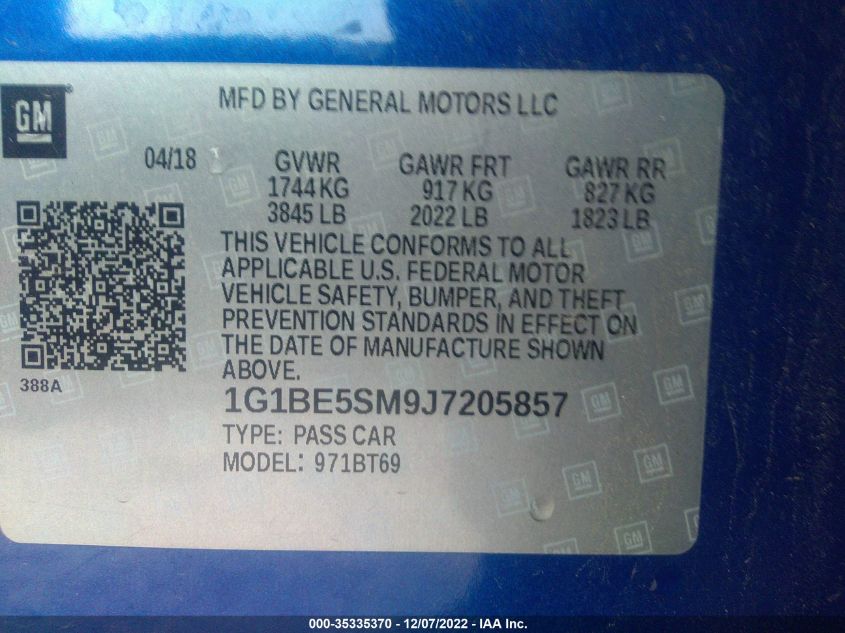 GM
MFD BY GENERAL MOTORS LLC
04/18 GVWR GAWR FRT GAWR RR
1744 KG 917 KG 827 KG
3845 LB 2022 LB 1823 LB
THIS VEHICLE CONFORMS TO ALL
APPLICABLE U.S. FEDERAL MOTOR
VEHICLE SAFETY, BUMPER, AND THEFT
PREVENTION STANDARDS IN EFFECT ON
THE DATE OF MANUFACTURE SHOWN
ABOVE.
388A
1G1BE5SM9J7205857
TYPE: PASS CAR
MODEL: 971BT69
000-35335370 - 12/07/2022 - IAA Inc.